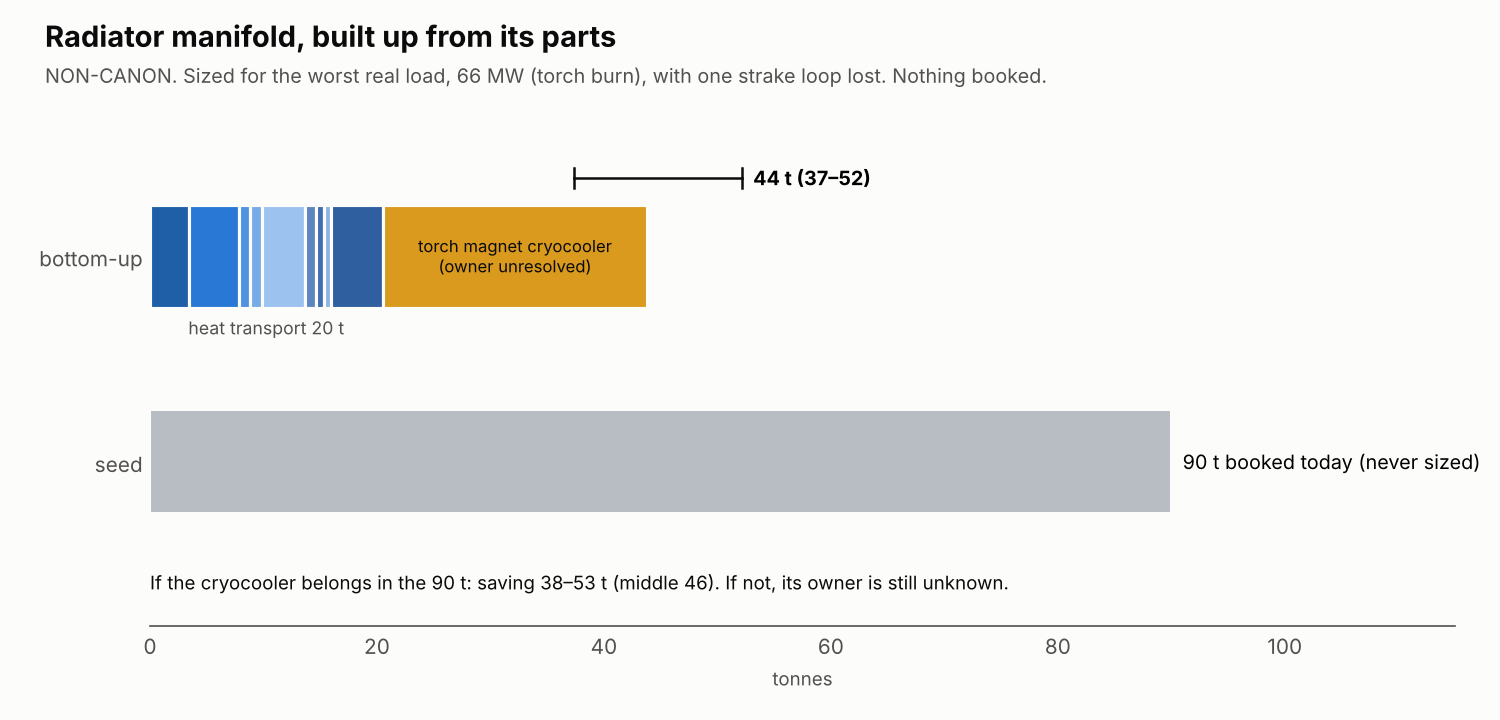 Radiator manifold, built up from its parts
NON-CANON. Sized for the worst real load, 66 MW (torch burn), with one strake loop lost. Nothing booked.
44 t (37–52)
bottom-up
torch magnet cryocooler
(owner unresolved)
heat transport 20 t
seed
90 t booked today (never sized)
If the cryocooler belongs in the 90 t: saving 38–53 t (middle 46). If not, its owner is still unknown.
0 20 40 60 80 100
tonnes